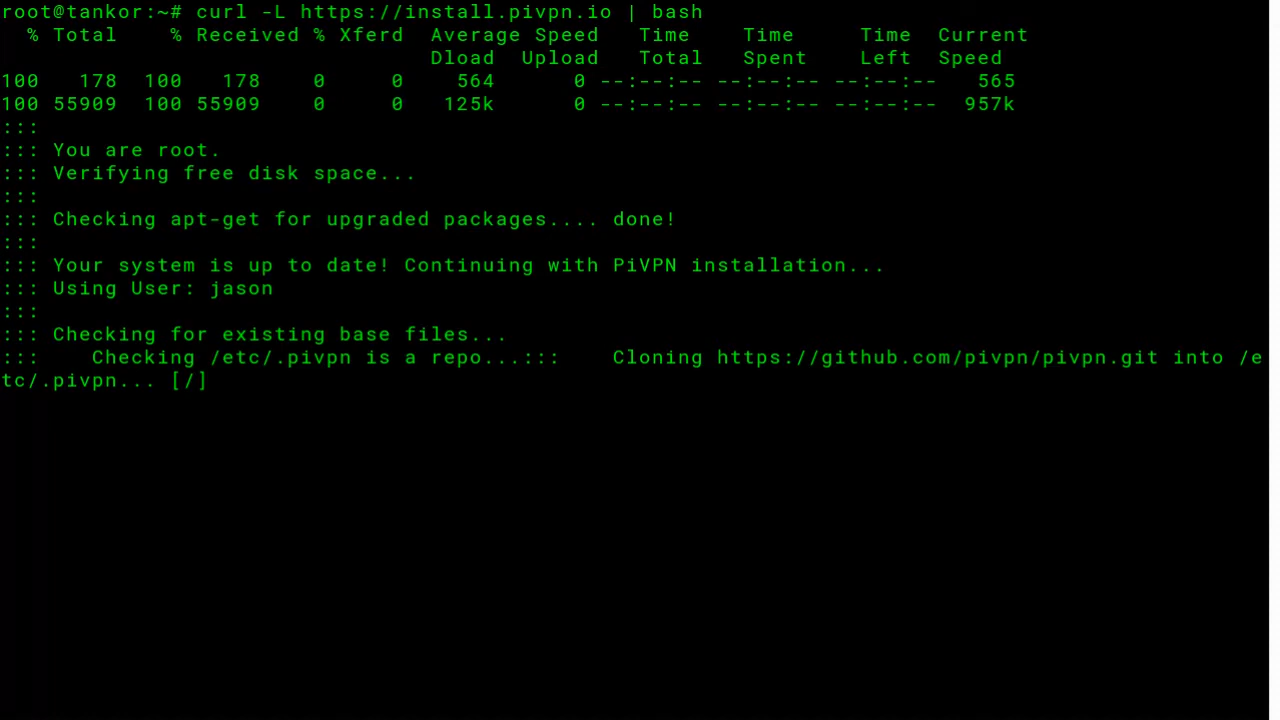 root@tankor:~# curl -L https://install.pivpn.io | bash
  % Total    % Received % Xferd  Average Speed   Time    Time     Time  Current
                                 Dload  Upload   Total   Spent    Left  Speed
100   178  100   178    0     0    564      0 --:--:-- --:--:-- --:--:--   565
100 55909  100 55909    0     0   125k      0 --:--:-- --:--:-- --:--:--  957k
:::
::: You are root.
::: Verifying free disk space...
:::
::: Checking apt-get for upgraded packages.... done!
:::
::: Your system is up to date! Continuing with PiVPN installation...
::: Using User: jason
:::
::: Checking for existing base files...
:::    Checking /etc/.pivpn is a repo...:::    Cloning https://github.com/pivpn/pivpn.git into /e
tc/.pivpn... [/]